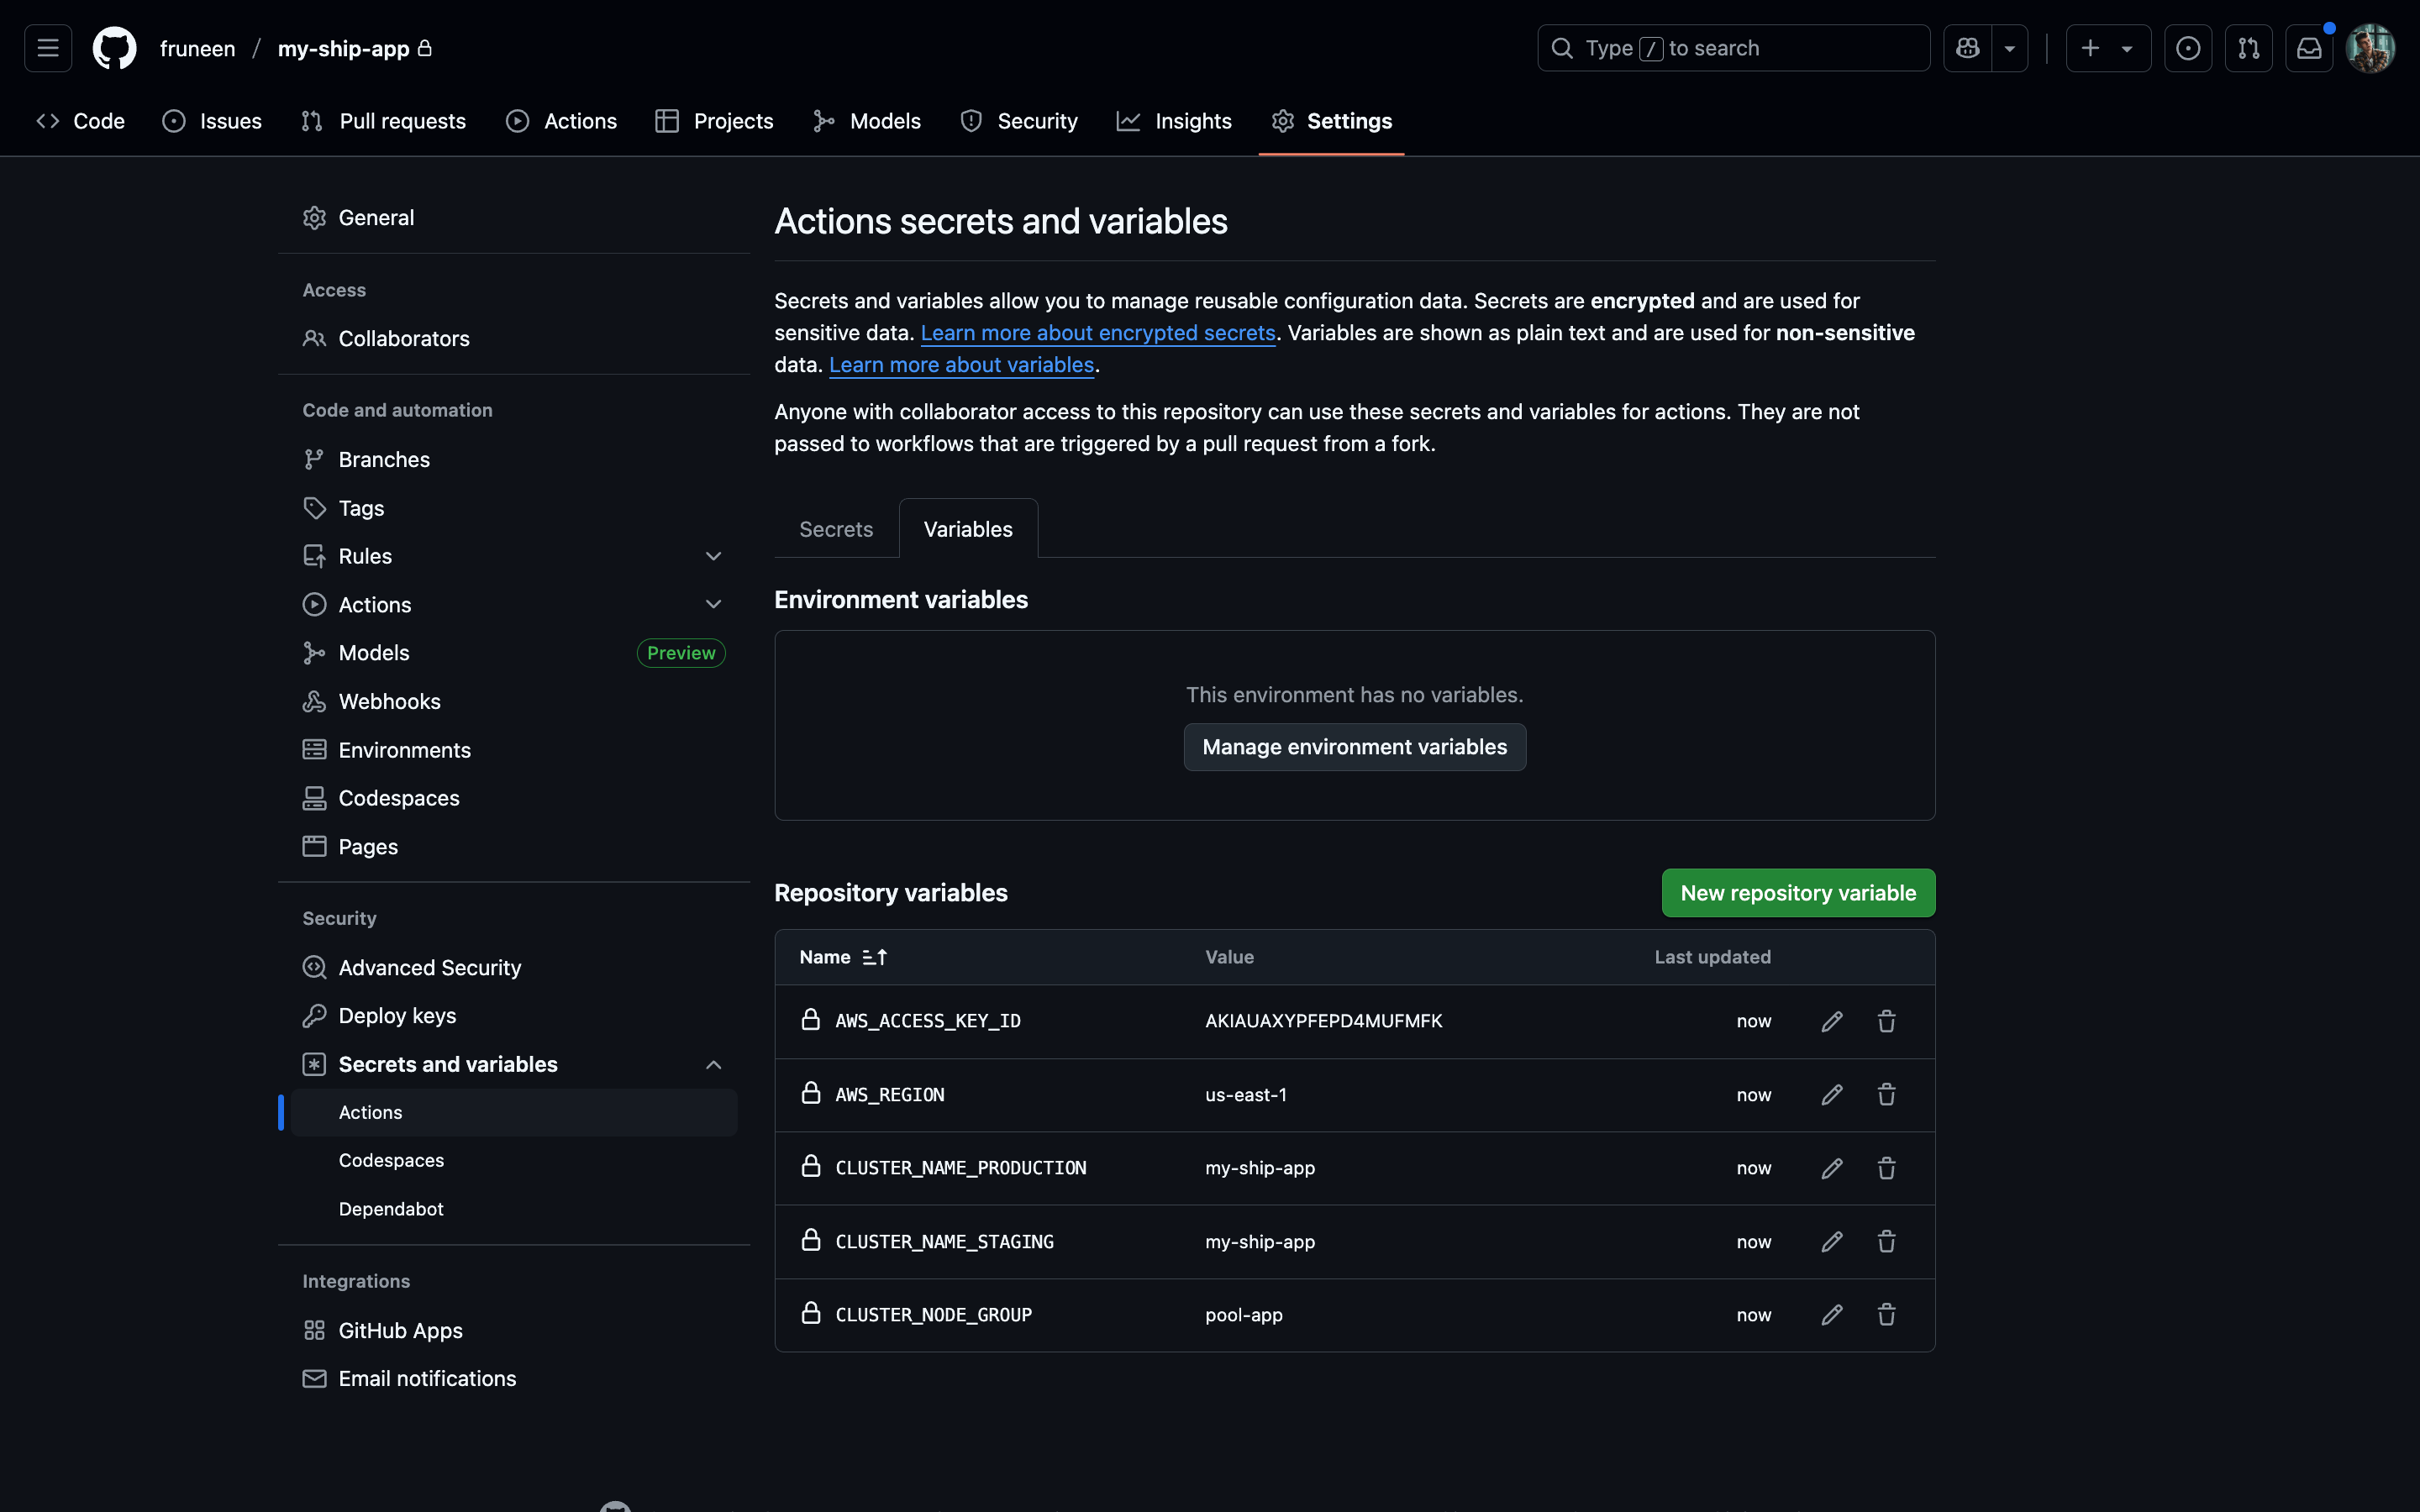 fruneen / my-ship-app
Type / to search
Code
Issues
Pull requests
Actions
Projects
Models
Security
Insights
Settings
General
Access
Collaborators
Code and automation
Branches
Tags
Rules
Actions
Models Preview
Webhooks
Environments
Codespaces
Pages
Security
Advanced Security
Deploy keys
Secrets and variables
Actions
Codespaces
Dependabot
Integrations
GitHub Apps
Email notifications
Actions secrets and variables
Secrets and variables allow you to manage reusable configuration data. Secrets are encrypted and are used for
sensitive data. Learn more about encrypted secrets. Variables are shown as plain text and are used for non-sensitive
data. Learn more about variables.
Anyone with collaborator access to this repository can use these secrets and variables for actions. They are not
passed to workflows that are triggered by a pull request from a fork.
Secrets
Variables
Environment variables
This environment has no variables.
Manage environment variables
Repository variables
New repository variable
Name Value Last updated
AWS_ACCESS_KEY_ID AKIAUAXYPFEPD4MUFMFK now
AWS_REGION us-east-1 now
CLUSTER_NAME_PRODUCTION my-ship-app now
CLUSTER_NAME_STAGING my-ship-app now
CLUSTER_NODE_GROUP pool-app now